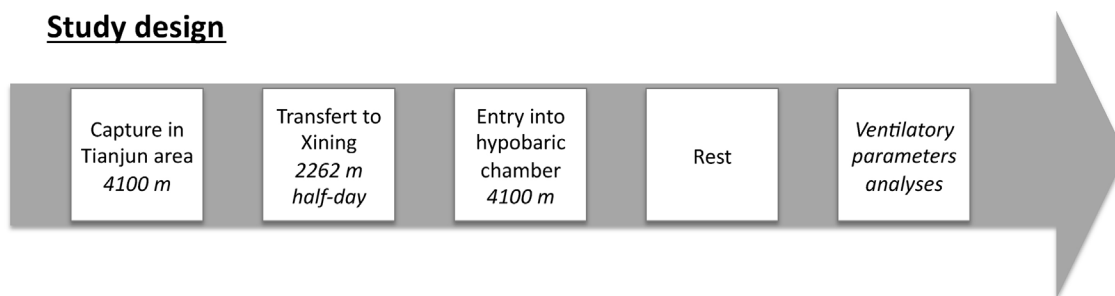 Study design
Capture in
Tianjun area
4100 m
Transfert to
Xining
2262 m
half-day
Entry into
hypobaric
chamber
4100 m
Rest
Ventilatory
parameters
analyses